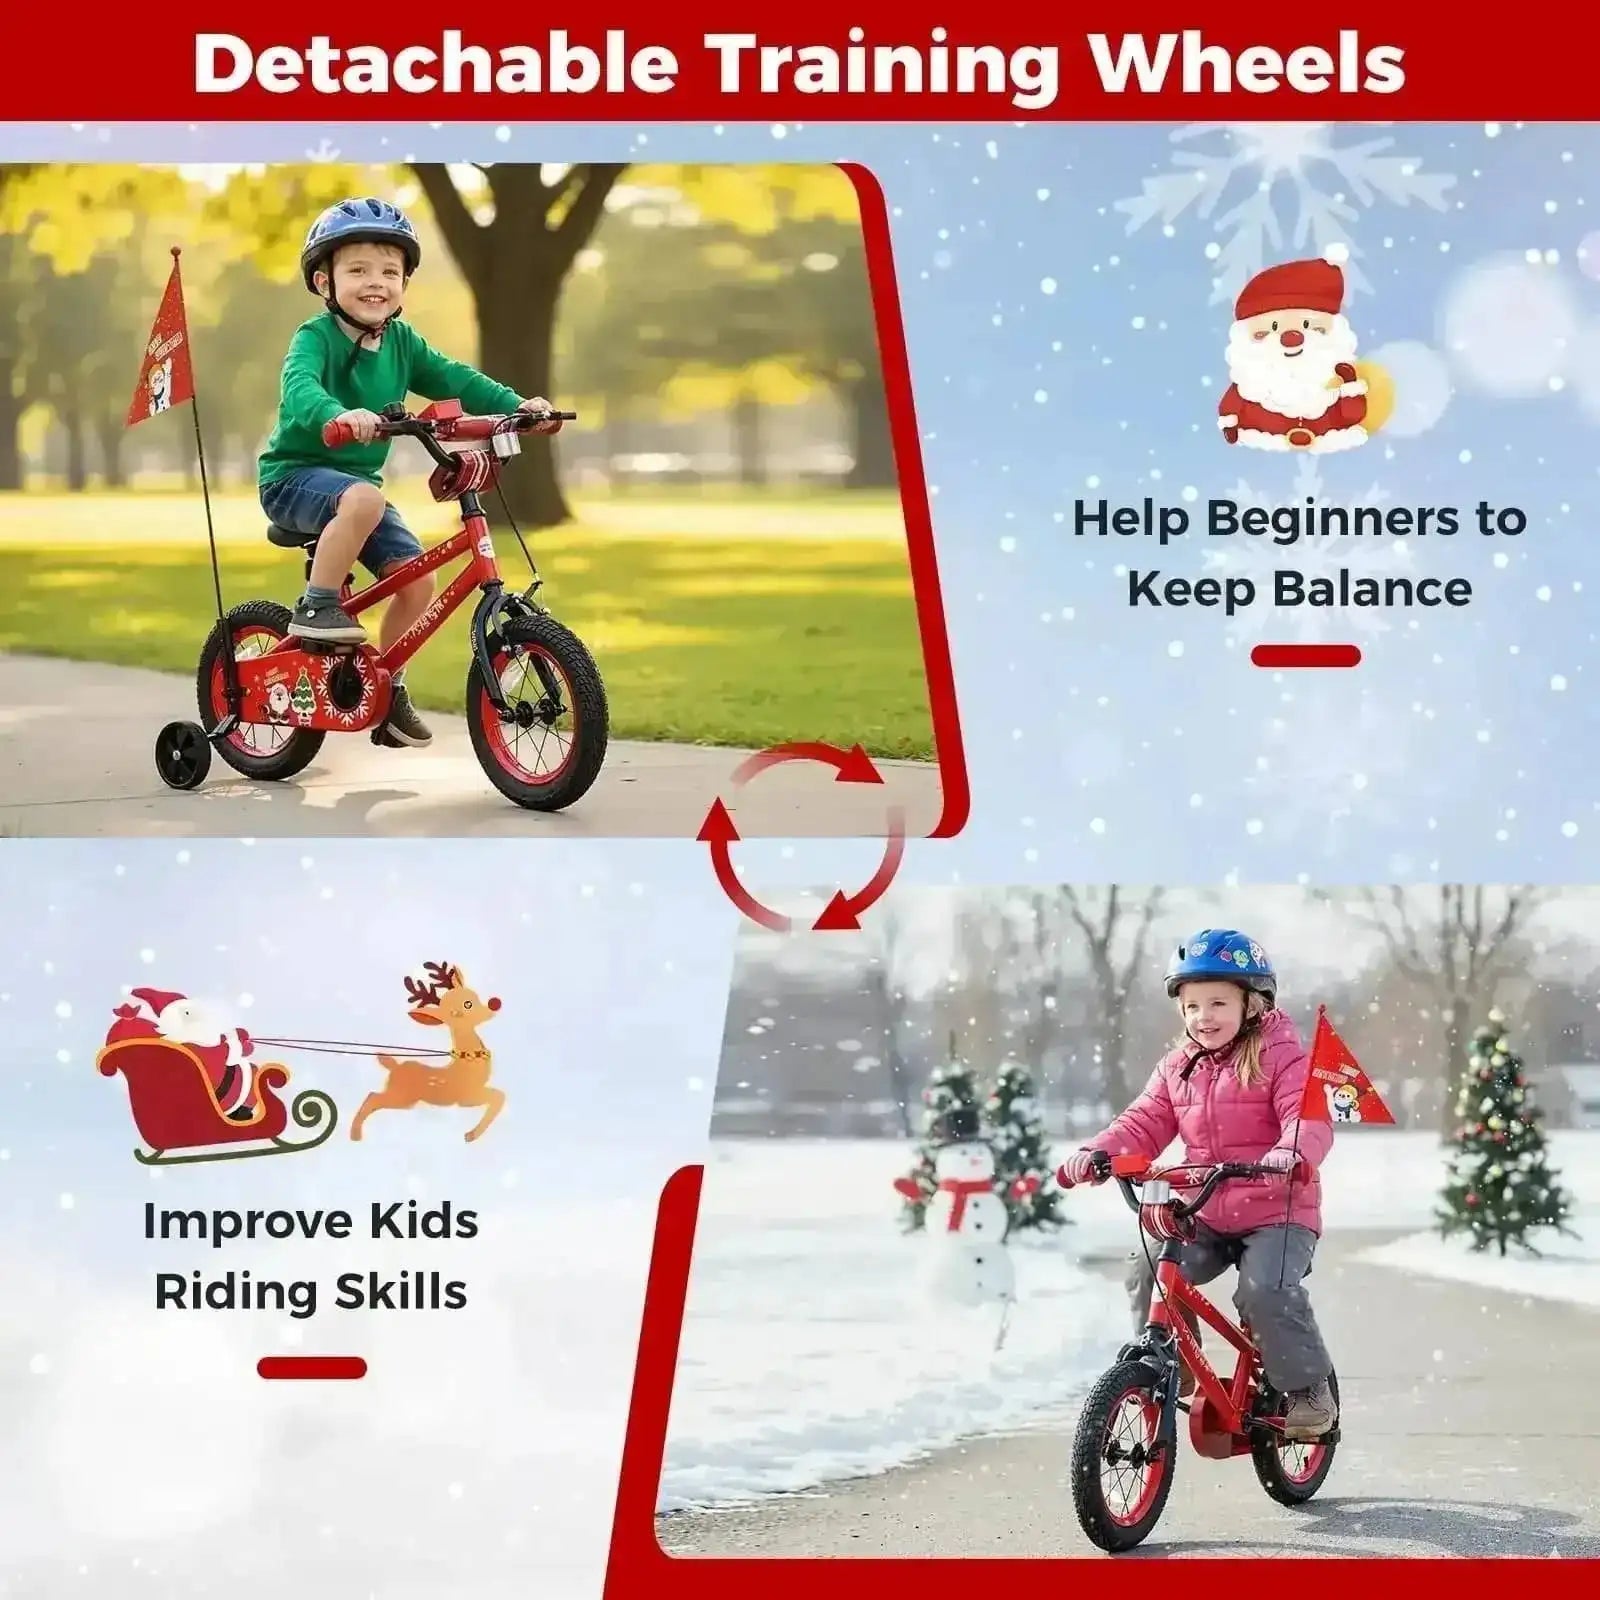 Detachable Training Wheels
Help Beginners to
Keep Balance
Improve Kids
Riding Skills